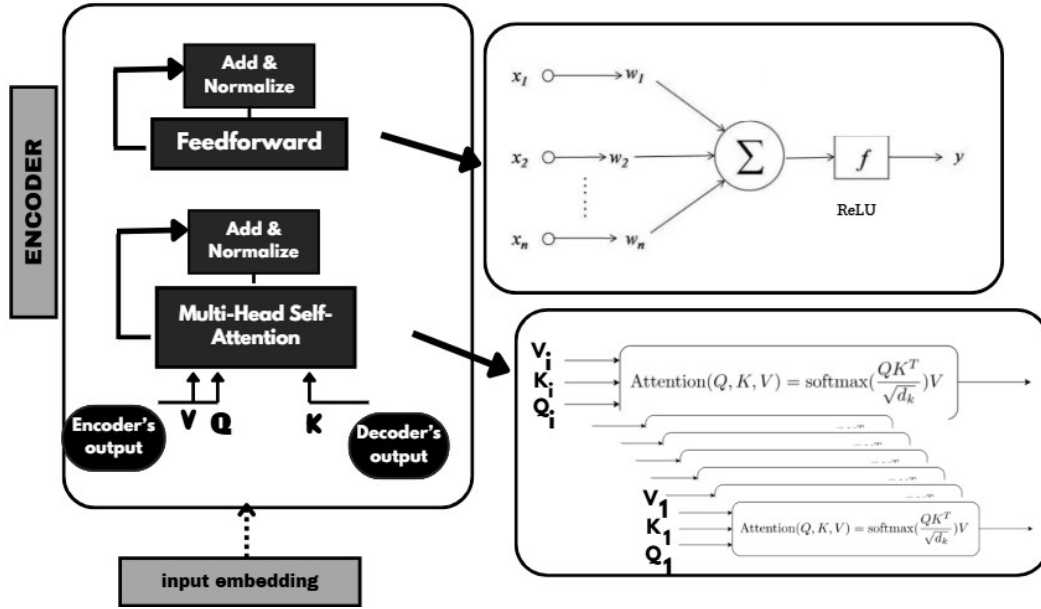 ENCODER
Add &
Normalize
Feedforward
Add &
Normalize
Multi-Head Self-
Attention
V Q K
Encoder's
output
Decoder's
output
input embedding
x1 w1
x2 w2
xn wn
∑
f
y
ReLU
Vi
Ki
Qi
Attention(Q, K, V) = softmax(QK^T/√dk)V
V1
K1
Q1
Attention(Q, K, V) = softmax(QK^T/√dk)V